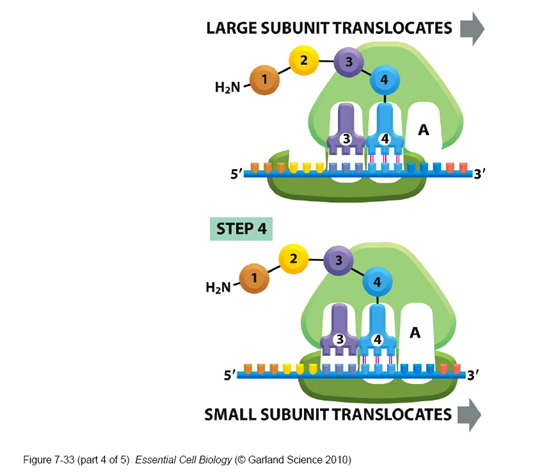 LARGE SUBUNIT TRANSLOCATES
H₂N
1
2
3
4
3
4
A
5′
3′
STEP 4
H₂N
1
2
3
4
3
4
A
5′
3′
SMALL SUBUNIT TRANSLOCATES
Figure 7-33 (part 4 of 5) Essential Cell Biology (© Garland Science 2010)